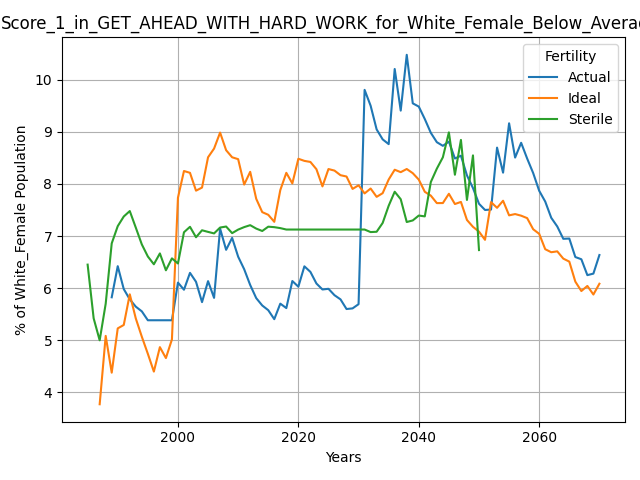 Score_1_in_GET_AHEAD_WITH_HARD_WORK_for_White_Female_Below_Avera
Fertility
Actual
Ideal
Sterile
% of White_Female Population
10
9
8
7
6
5
4
2000 2020 2040 2060
Years